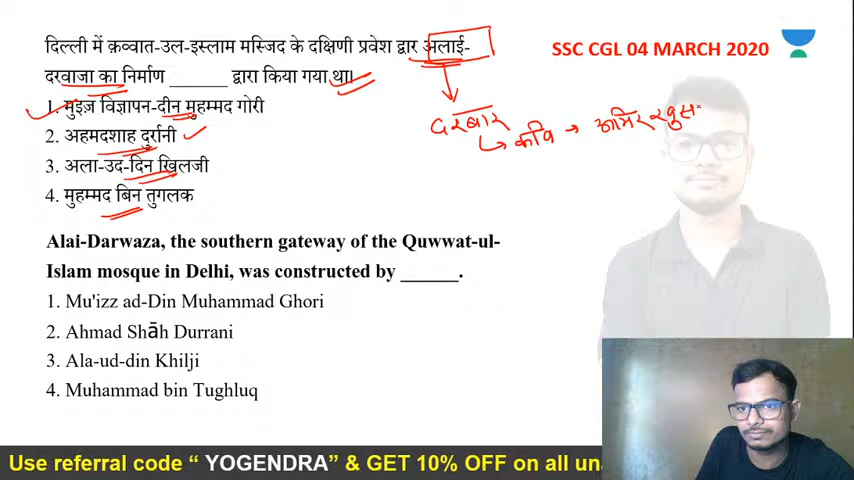 दिल्ली में क़व्वात-उल-इस्लाम मस्जिद के दक्षिणी प्रवेश द्वार अलाई-
दरवाजा का निर्माण ______ द्वारा किया गया था।
1. मुइज़ विज्ञापन-दीन मुहम्मद गोरी
2. अहमदशाह दुर्रानी
3. अला-उद-दिन खिलजी
4. मुहम्मद बिन तुगलक
SSC CGL 04 MARCH 2020
दरबार
कवि → अमिर खुस
Alai-Darwaza, the southern gateway of the Quwwat-ul-
Islam mosque in Delhi, was constructed by ______.
1. Mu'izz ad-Din Muhammad Ghori
2. Ahmad Shāh Durrani
3. Ala-ud-din Khilji
4. Muhammad bin Tughluq
Use referral code “ YOGENDRA” & GET 10% OFF on all una